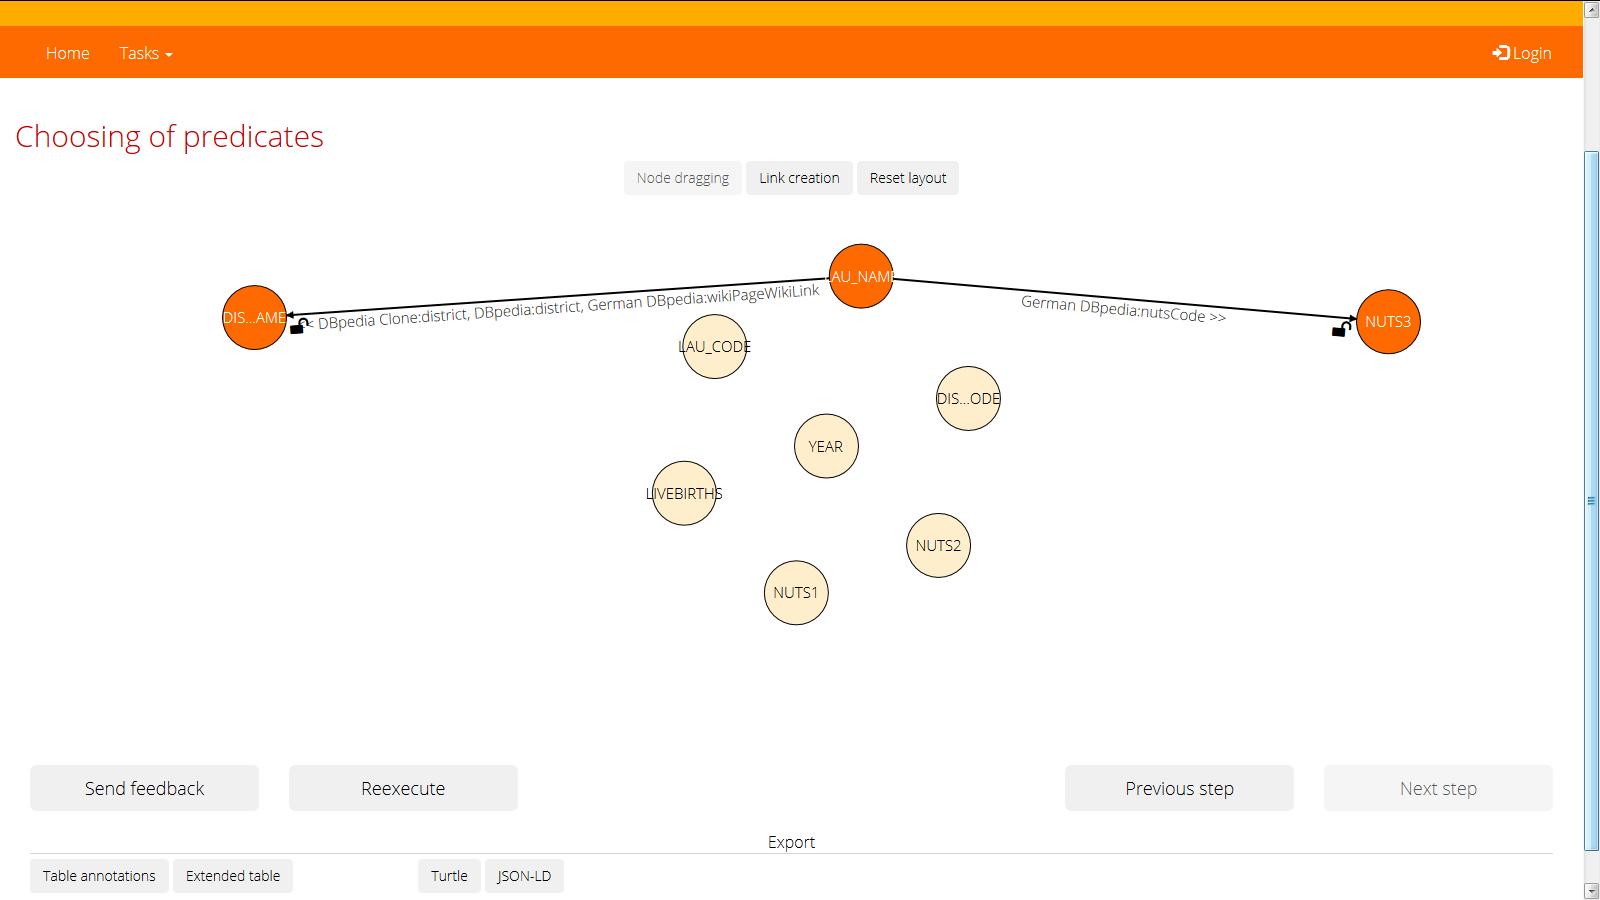 Home Tasks Login
Choosing of predicates
Node dragging Link creation Reset layout
LAU_NAME
DIS...AME
<< DBpedia Clone:district, DBpedia:district, German DBpedia:wikiPageWikiLink
German DBpedia:nutsCode >>
NUTS3
LAU_CODE
DIS...ODE
YEAR
LIVEBIRTHS
NUTS2
NUTS1
Send feedback Reexecute Previous step Next step
Export
Table annotations Extended table Turtle JSON-LD